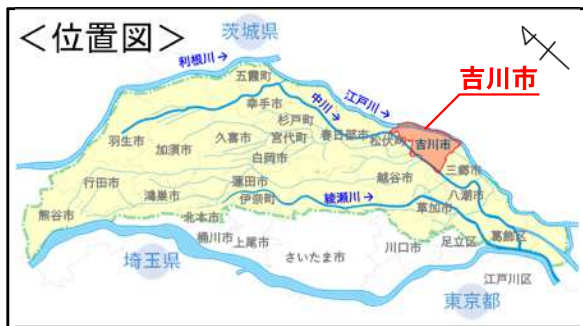 <位置図>
茨城県
利根川→
五霞町
中川→
江戸川→
吉川市
幸手市
杉戸町
羽生市
加須市
久喜市
宮代町
春日部市
松伏町
吉川市
白岡市
三郷市
行田市
蓮田市
越谷市
八潮市
鴻巣市
伊奈町
綾瀬川→
草加市
熊谷市
北本市
桶川市
上尾市
川口市
足立区
葛飾区
さいたま市
埼玉県
江戸川区
東京都